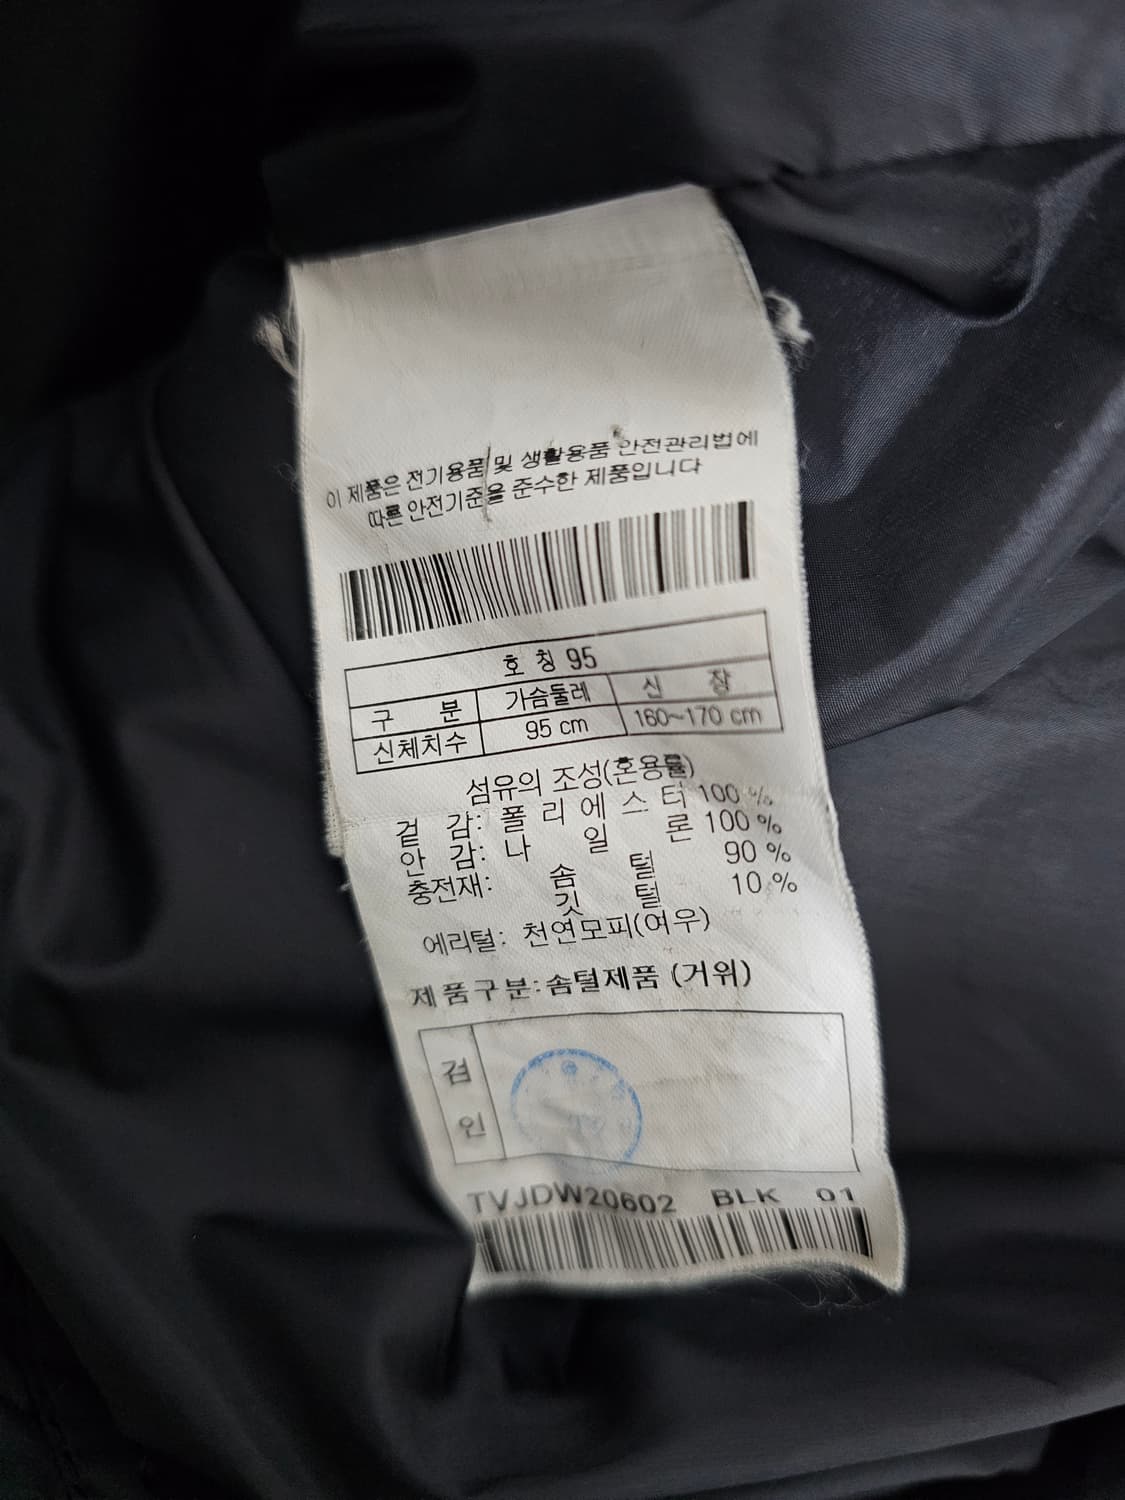 이 제품은 전기용품 및 생활용품 안전관리법에
따른 안전기준을 준수한 제품입니다
호 칭 95
구 분 가슴둘레 신 장
신체치수 95 cm 160~170 cm
섬유의 조성(혼용률)
겉 감: 폴 리 에 스 터 100 %
안 감: 나 일 론 100 %
충전재: 솜 털 90 %
깃 털 10 %
에리털: 천연모피(여우)
제품구분:솜털제품 (거위)
검
인
TVJDW20602 BLK 01